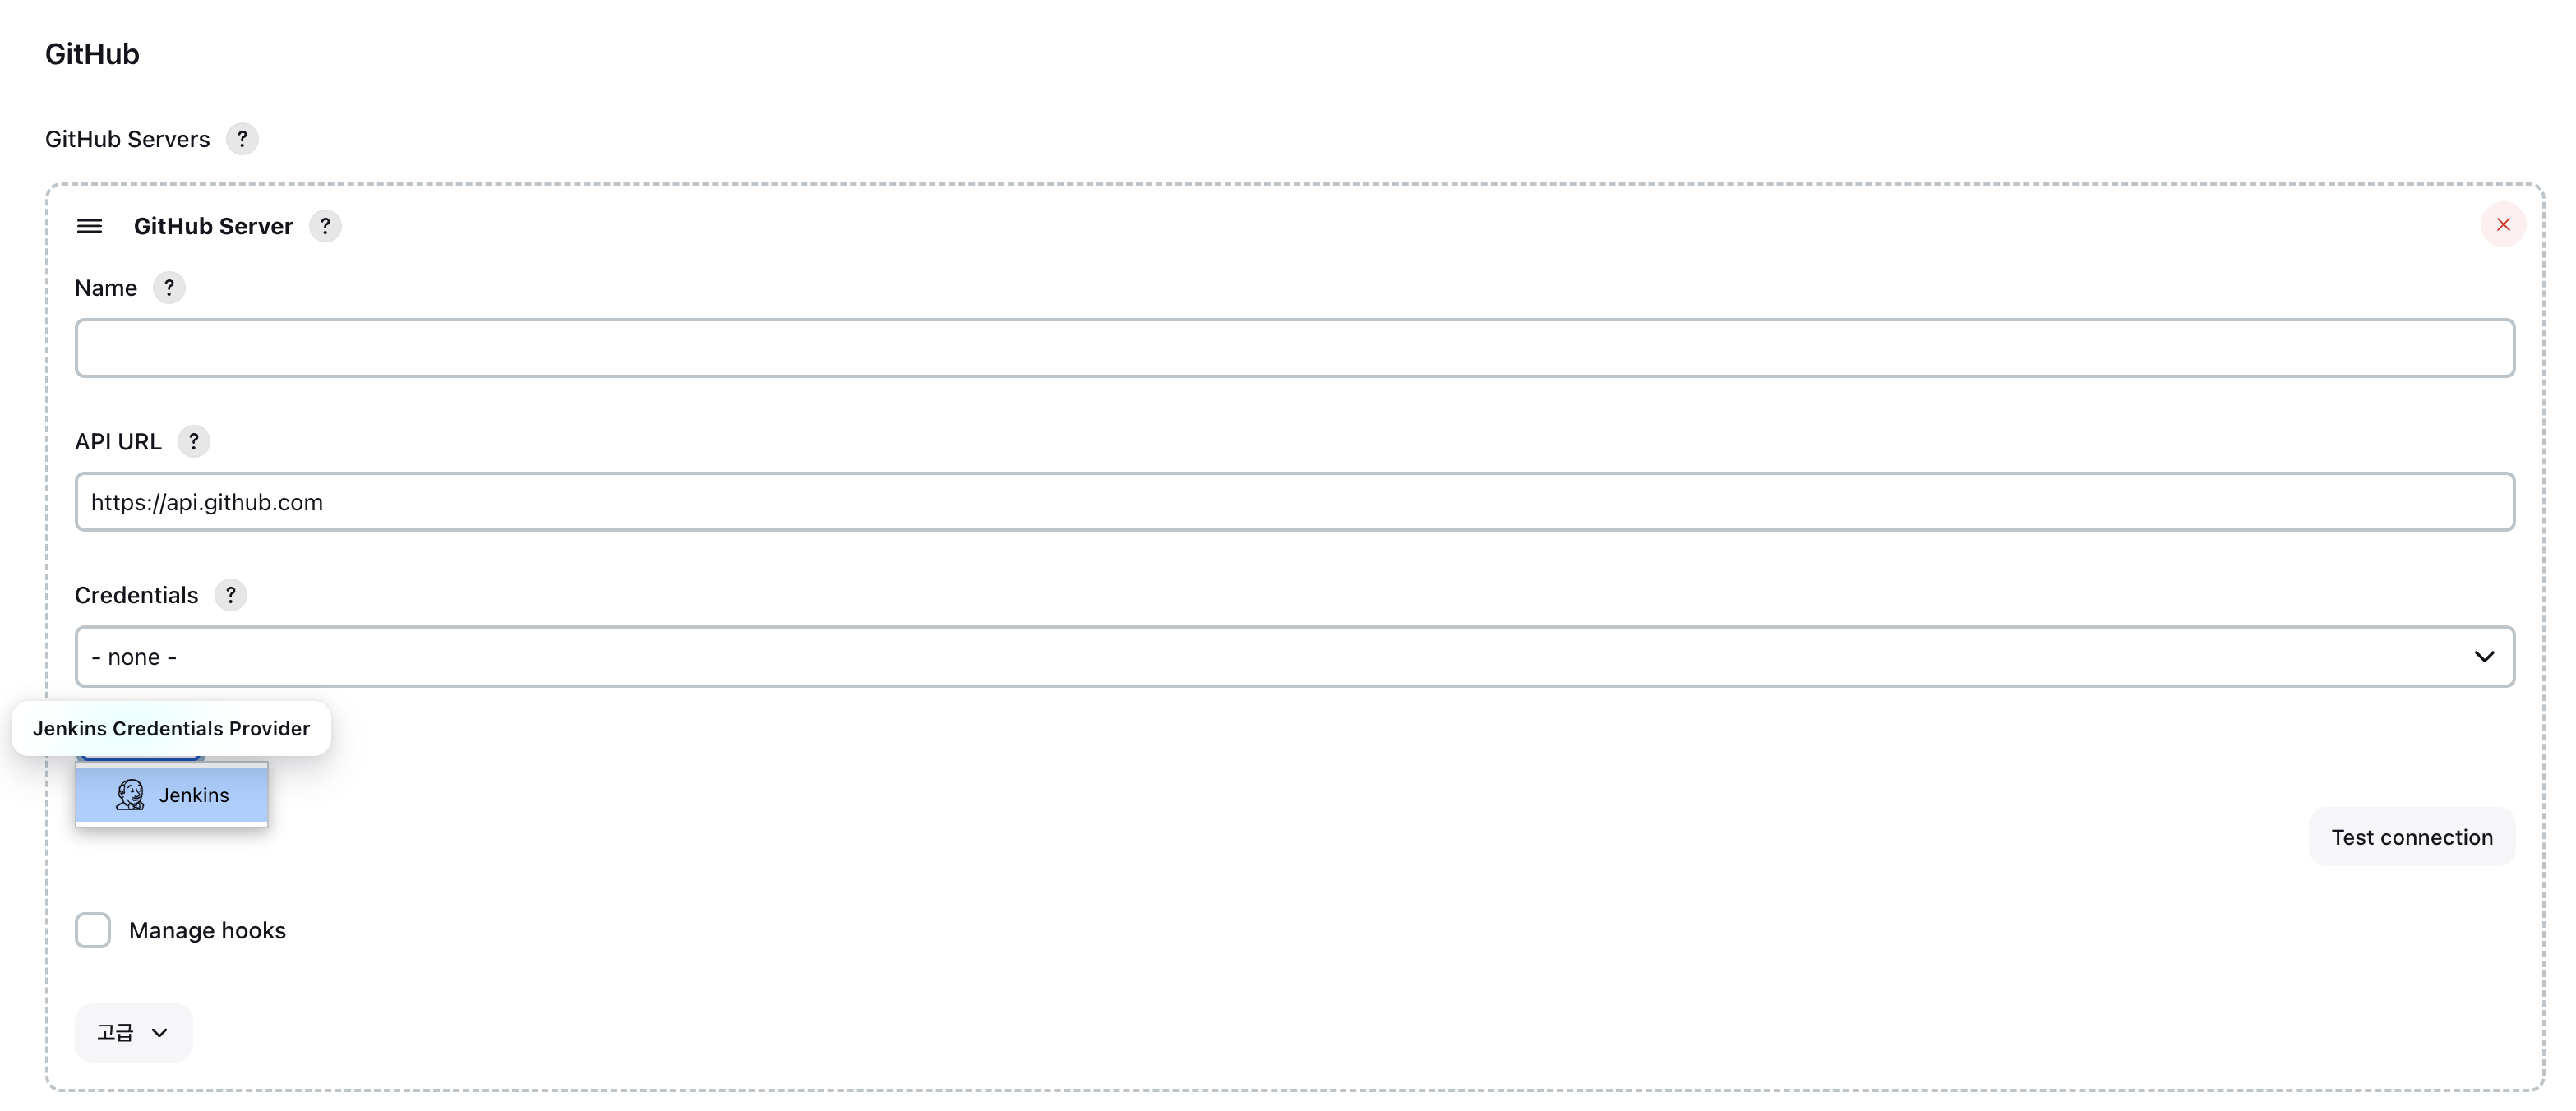 GitHub
GitHub Servers ?
GitHub Server ?
Name ?
API URL ?
https://api.github.com
Credentials ?
- none -
Jenkins Credentials Provider
Jenkins
Test connection
Manage hooks
고급